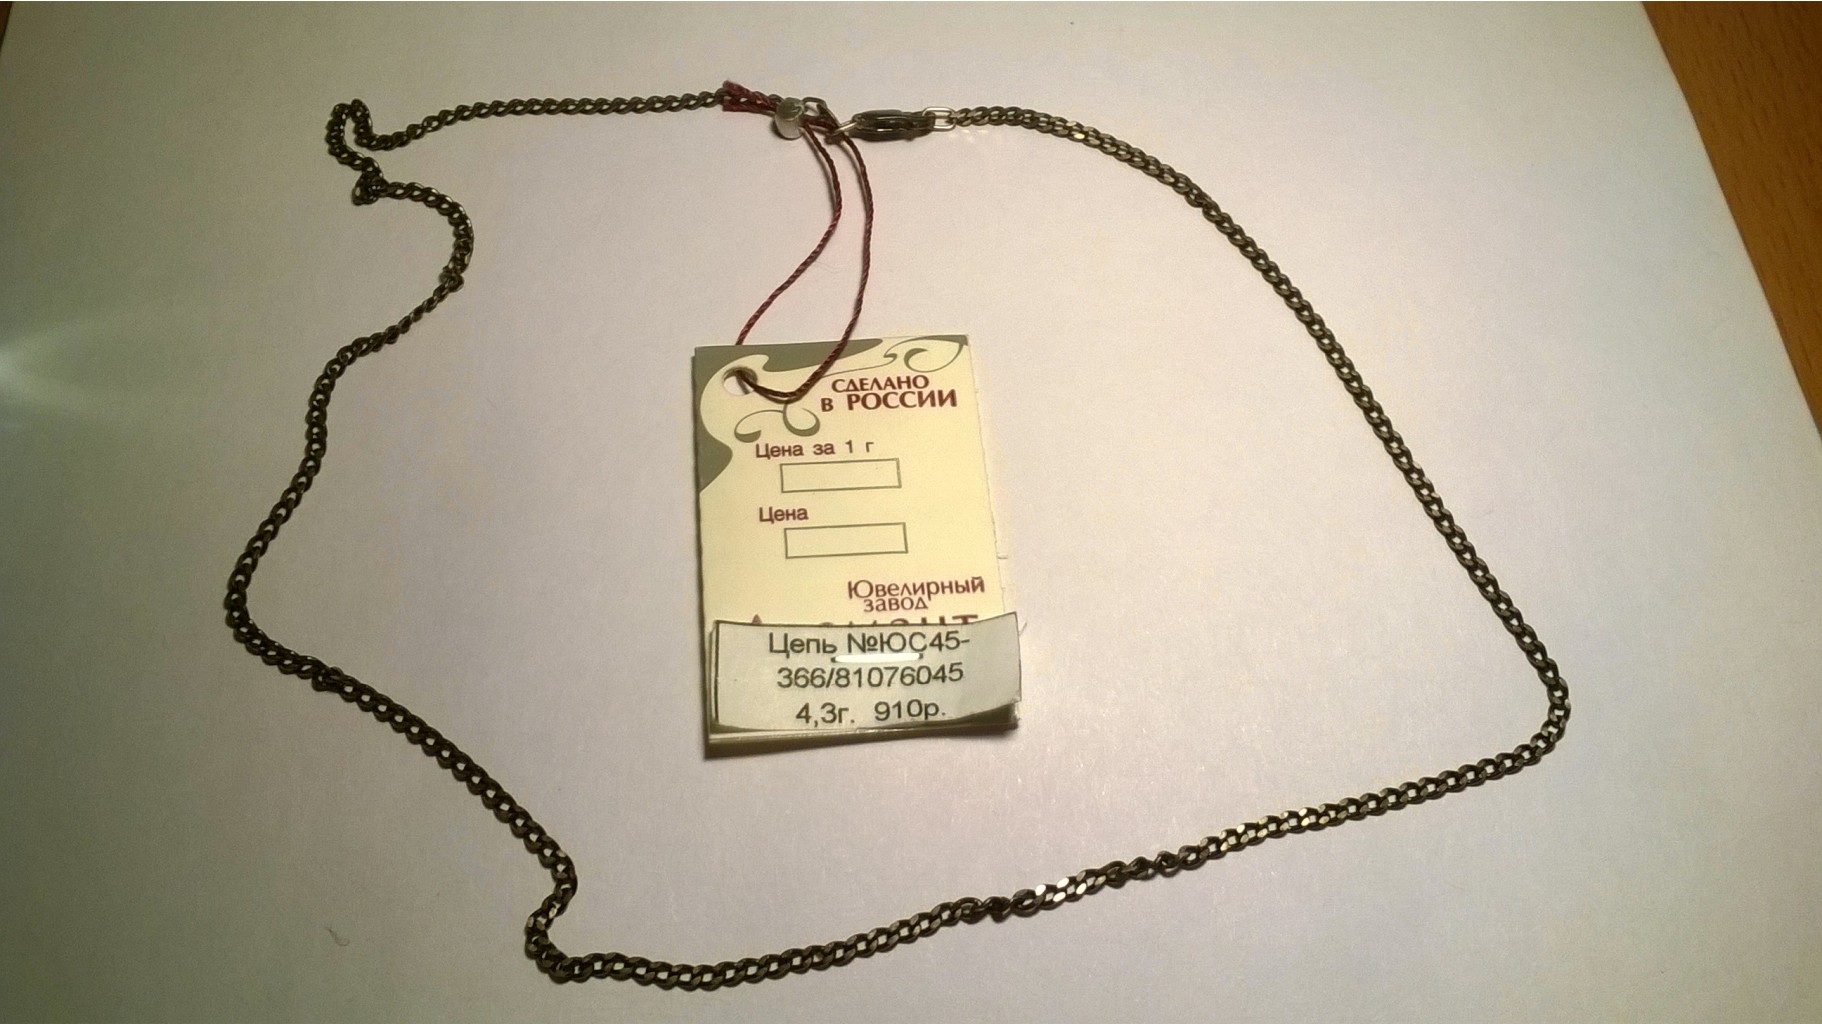 СДЕЛАНО
В РОССИИ
Цена за 1 г
Цена
Ювелирный
завод
Цепь №ЮС45-
366/81076045
4,3г. 910р.